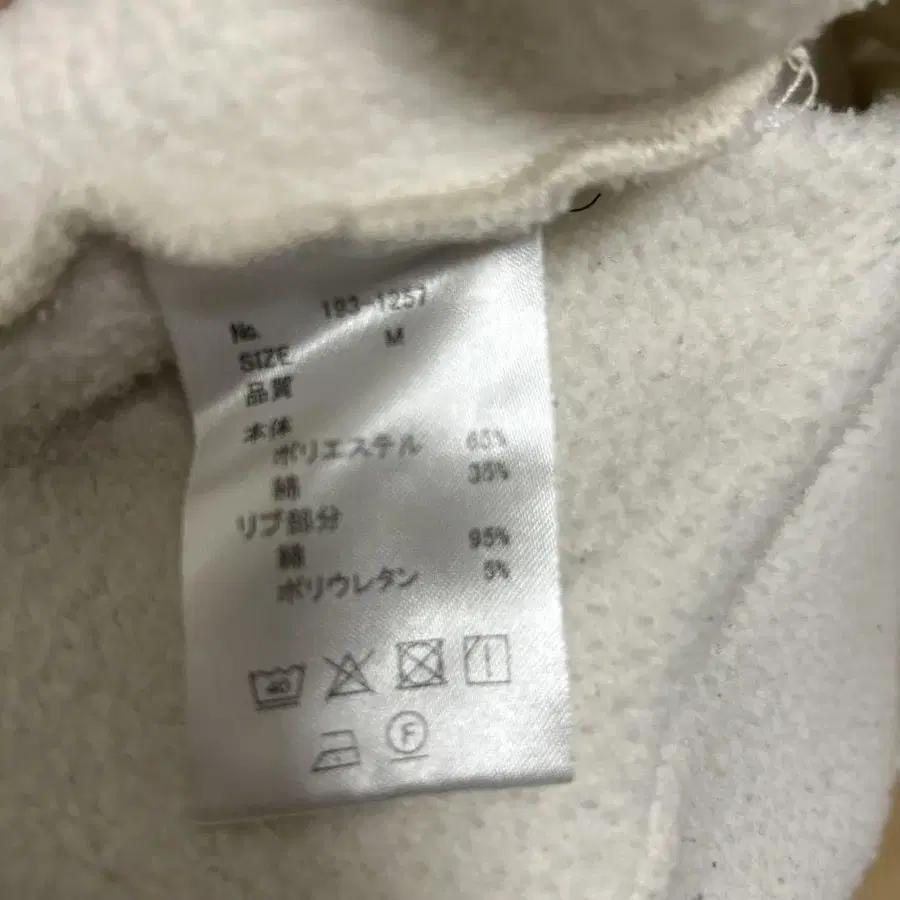 No. 193-1257
SIZE M
品質
本体
ポリエステル 65%
綿 35%
リブ部分
綿 95%
ポリウレタン 5%
40
F